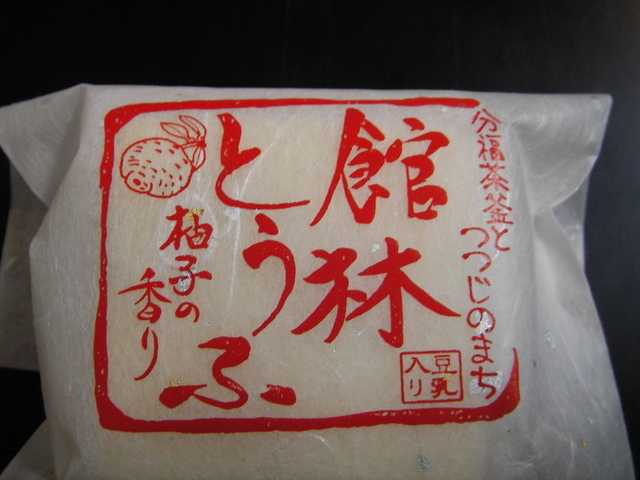 分福茶釜と
つつじのまち
館林
とうふ
柚子の
香り
豆乳
入り